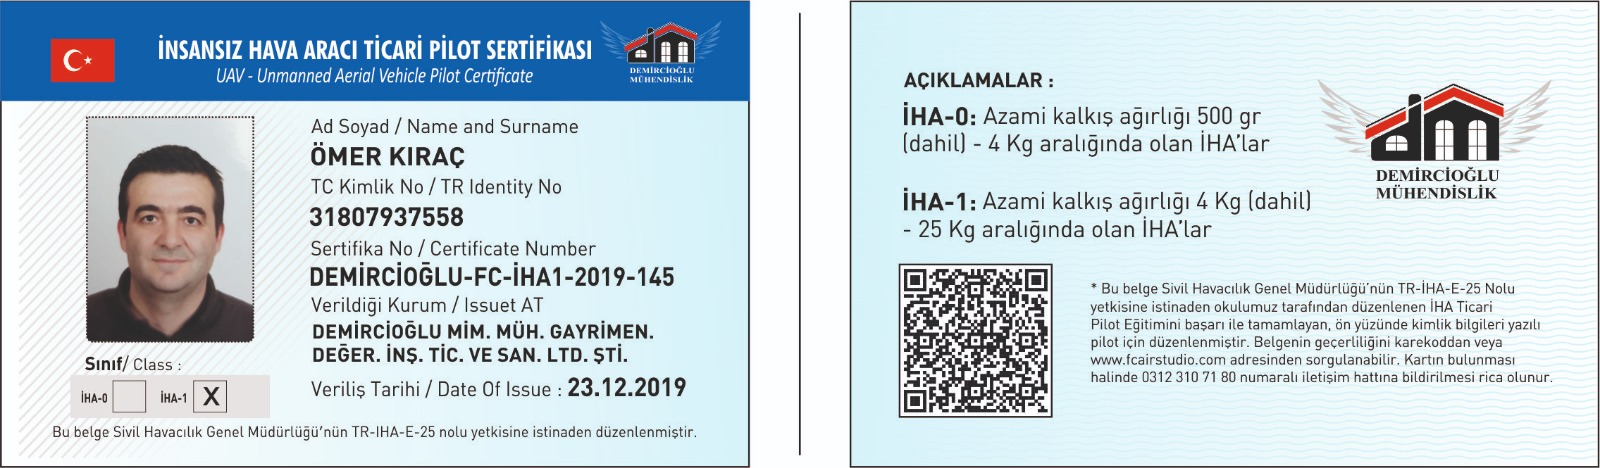 İNSANSIZ HAVA ARACI TİCARİ PİLOT SERTİFİKASI
UAV - Unmanned Aerial Vehicle Pilot Certificate
DEMİRCİOĞLU
MÜHENDİSLİK
Ad Soyad / Name and Surname
ÖMER KIRAÇ
TC Kimlik No / TR Identity No
31807937558
Sertifika No / Certificate Number
DEMİRCİOĞLU-FC-İHA1-2019-145
Verildiği Kurum / Issuet AT
DEMİRCİOĞLU MİM. MÜH. GAYRİMEN.
DEĞER. İNŞ. TİC. VE SAN. LTD. ŞTİ.
Veriliş Tarihi / Date Of Issue : 23.12.2019
Sınıf/ Class :
İHA-0
İHA-1 X
Bu belge Sivil Havacılık Genel Müdürlüğü'nün TR-IHA-E-25 nolu yetkisine istinaden düzenlenmiştir.
AÇIKLAMALAR :
İHA-0: Azami kalkış ağırlığı 500 gr
(dahil) - 4 Kg aralığında olan İHA'lar
İHA-1: Azami kalkış ağırlığı 4 Kg (dahil)
- 25 Kg aralığında olan İHA'lar
DEMİRCİOĞLU
MÜHENDİSLİK
* Bu belge Sivil Havacılık Genel Müdürlüğü'nün TR-İHA-E-25 Nolu
yetkisine istinaden okulumuz tarafından düzenlenen İHA Ticari
Pilot Eğitimini başarı ile tamamlayan, ön yüzünde kimlik bilgileri yazılı
pilot için düzenlenmiştir. Belgenin geçerliliğini karekoddan veya
www.fcairstudio.com adresinden sorgulanabilir. Kartın bulunması
halinde 0312 310 71 80 numaralı iletişim hattına bildirilmesi rica olunur.